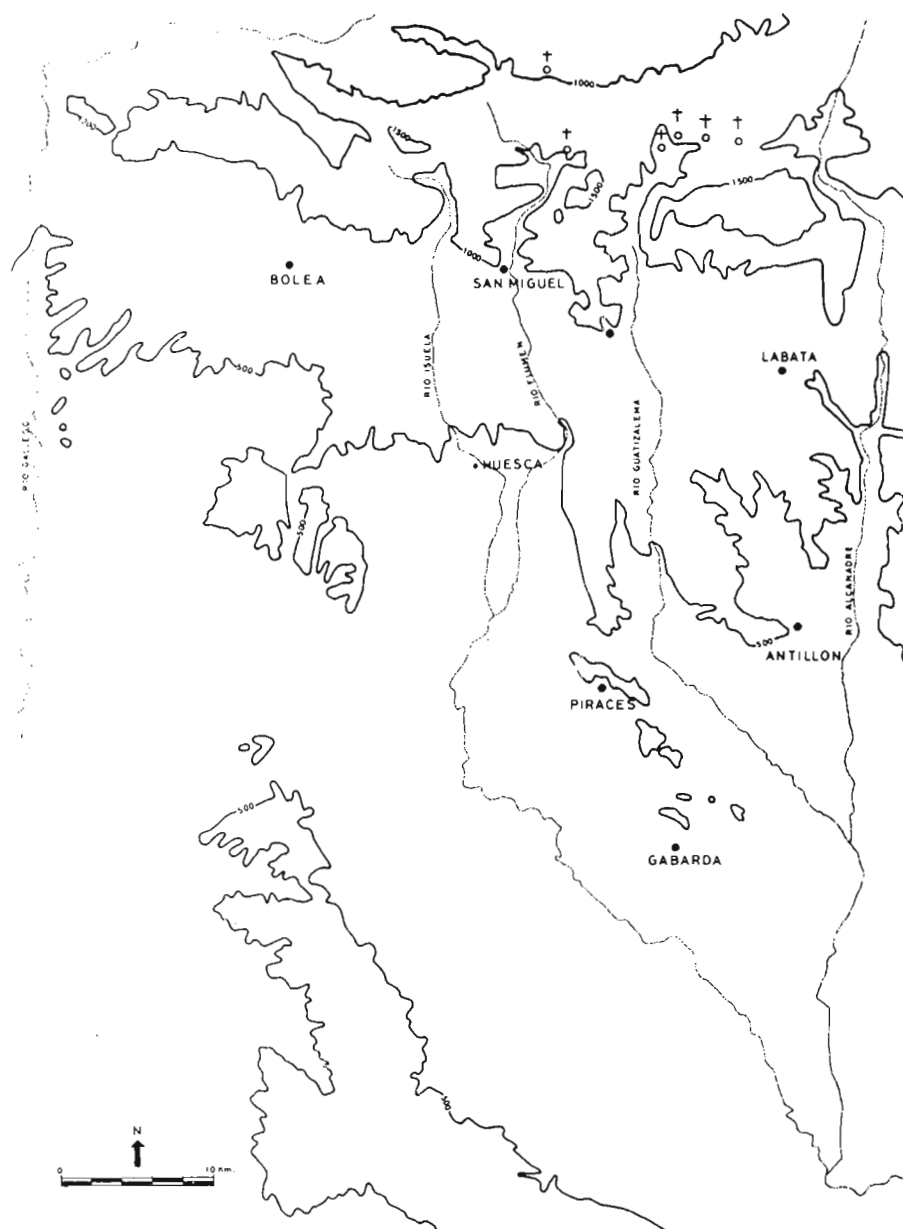 1000
1500
1500
1500
1000
BOLEA
SAN MIGUEL
500
RIO ISUELA
RIO FLUMEN
LABATA
RIO GUATIZALEMA
HUESCA
500
RIO ALCANADRE
500
ANTILLON
PIRACES
500
GABARDA
500
N
0
10 Km.